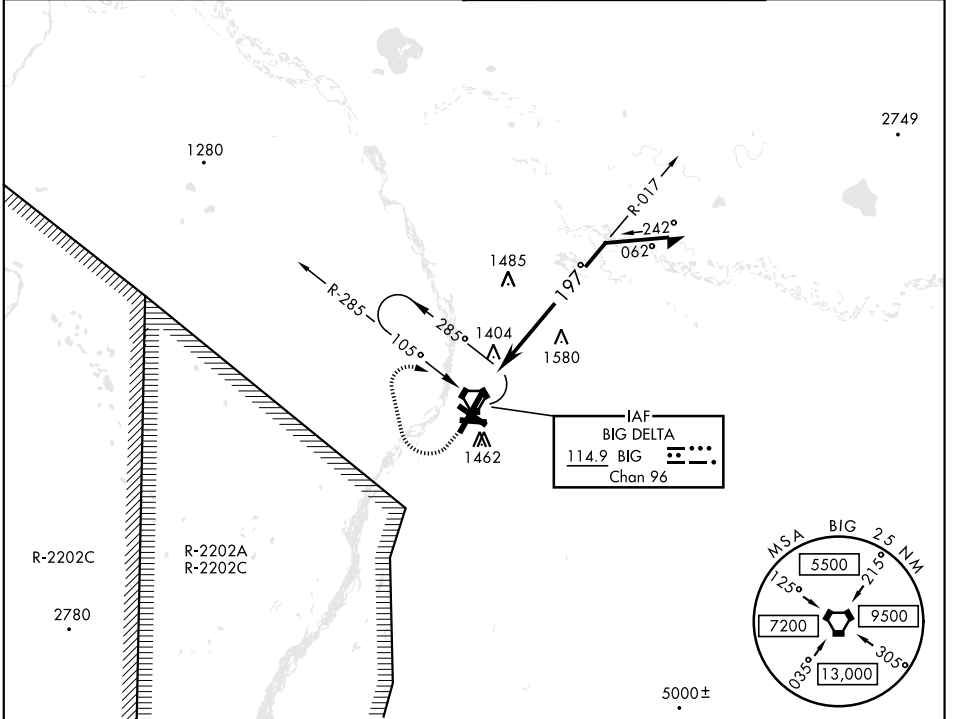 2749
1280
R-017
242°
062°
1485
197°
R-285
285°
1404
105°
1580
IAF
BIG DELTA
114.9 BIG
Chan 96
1462
R-2202C
R-2202A
R-2202C
2780
MSA BIG 25 NM
5500
125°
215°
7200
9500
035°
305°
13,000
5000±